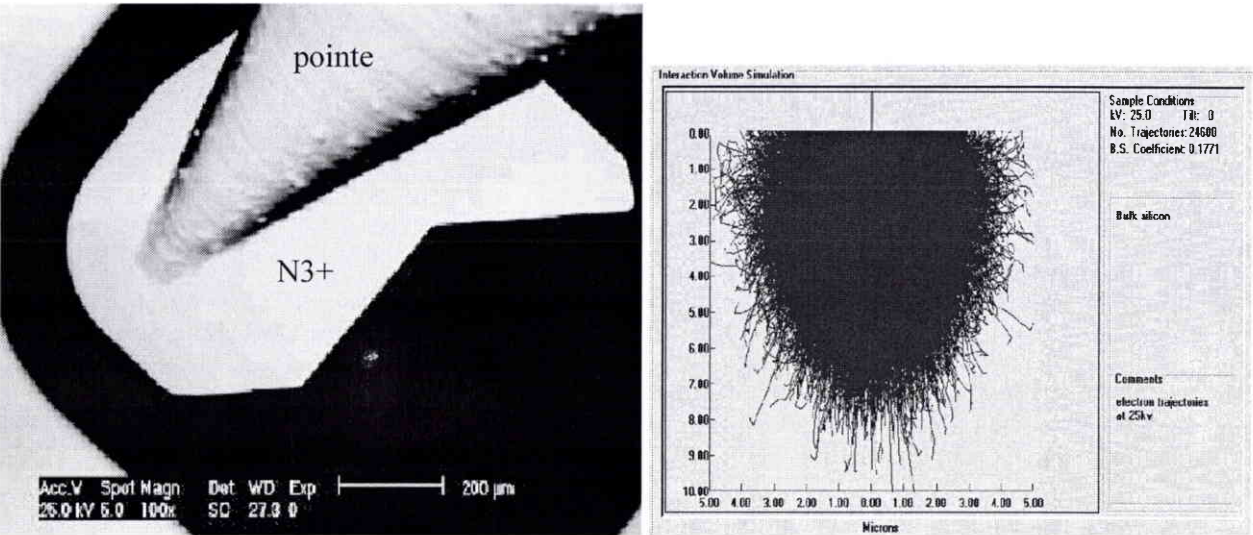 pointe
N3+
Acc.V Spot Magn Det WD Exp
25.0 kV 6.0 100x 27.3 0
200 µm
Interaction Volume Simulation
Sample Conditions
kV: 25.0 Tilt: 0
No. Trajectories: 24600
B.S. Coefficient: 0.1771
Bulk silicon
Comments
electron trajectories
at 25kv
0.00
1.00
2.00
3.00
4.00
5.00
6.00
7.00
8.00
9.00
10.00
5.00 4.00 3.00 2.00 1.00 0.00 1.00 2.00 3.00 4.00 5.00
Microns